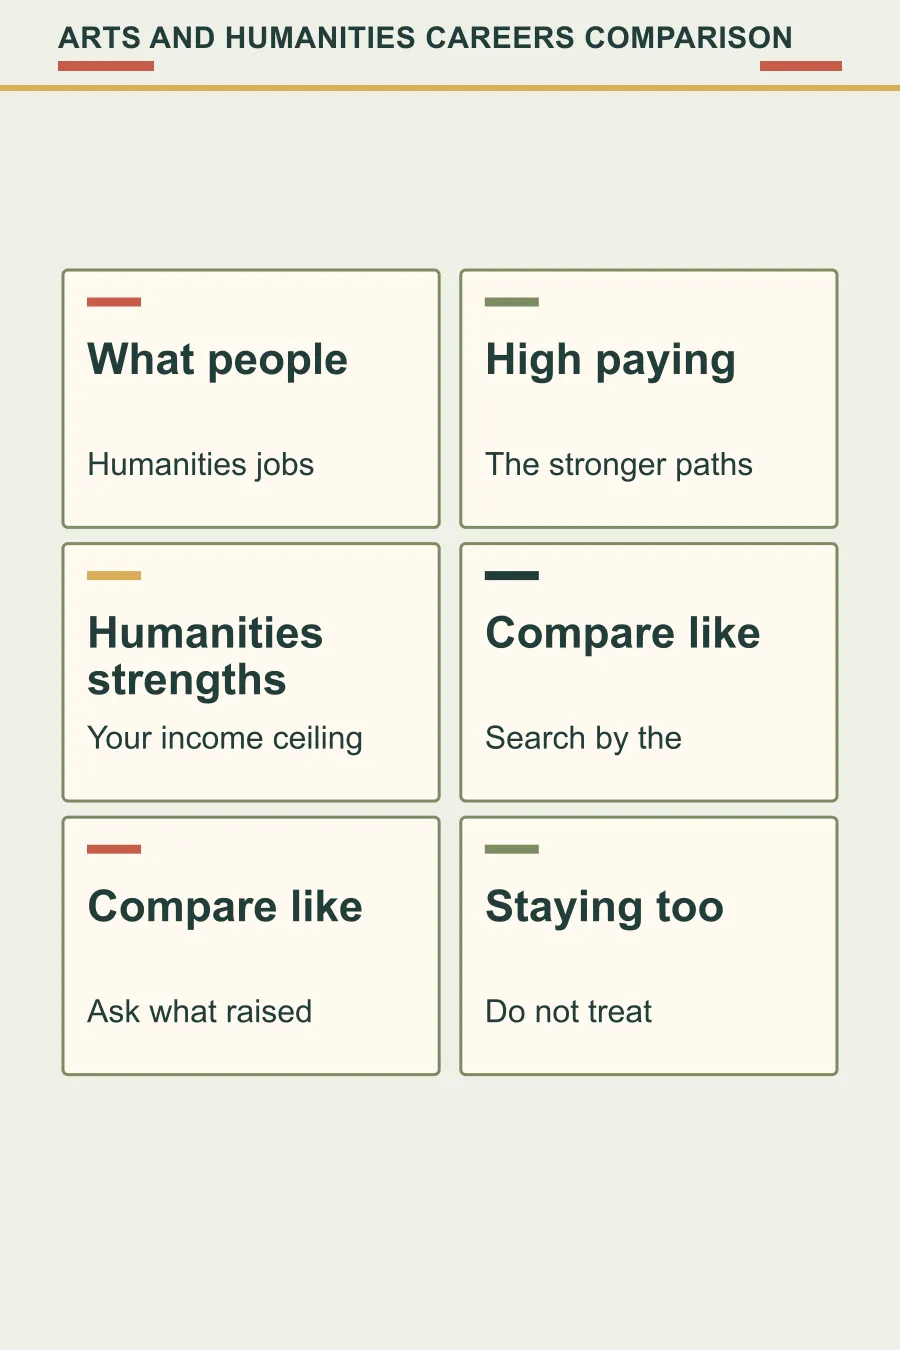 ARTS AND HUMANITIES CAREERS COMPARISON
What people
Humanities jobs
High paying
The stronger paths
Humanities
strengths
Your income ceiling
Compare like
Search by the
Compare like
Ask what raised
Staying too
Do not treat